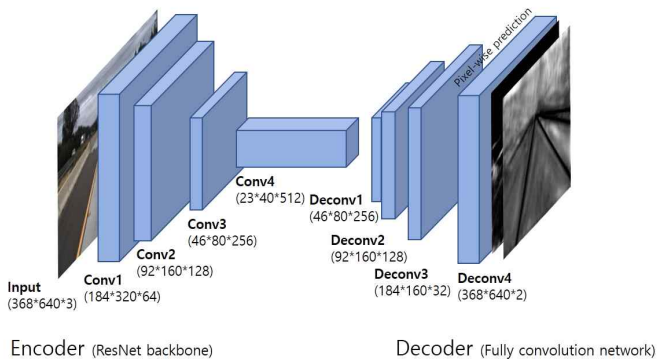 Pixel-wise prediction
Conv4
(23*40*512)
Deconv1
(46*80*256)
Conv3
(46*80*256)
Deconv2
(92*160*128)
Conv2
(92*160*128)
Deconv3
(184*160*32)
Input
(368*640*3)
Conv1
(184*320*64)
Deconv4
(368*640*2)
Encoder (ResNet backbone)
Decoder (Fully convolution network)